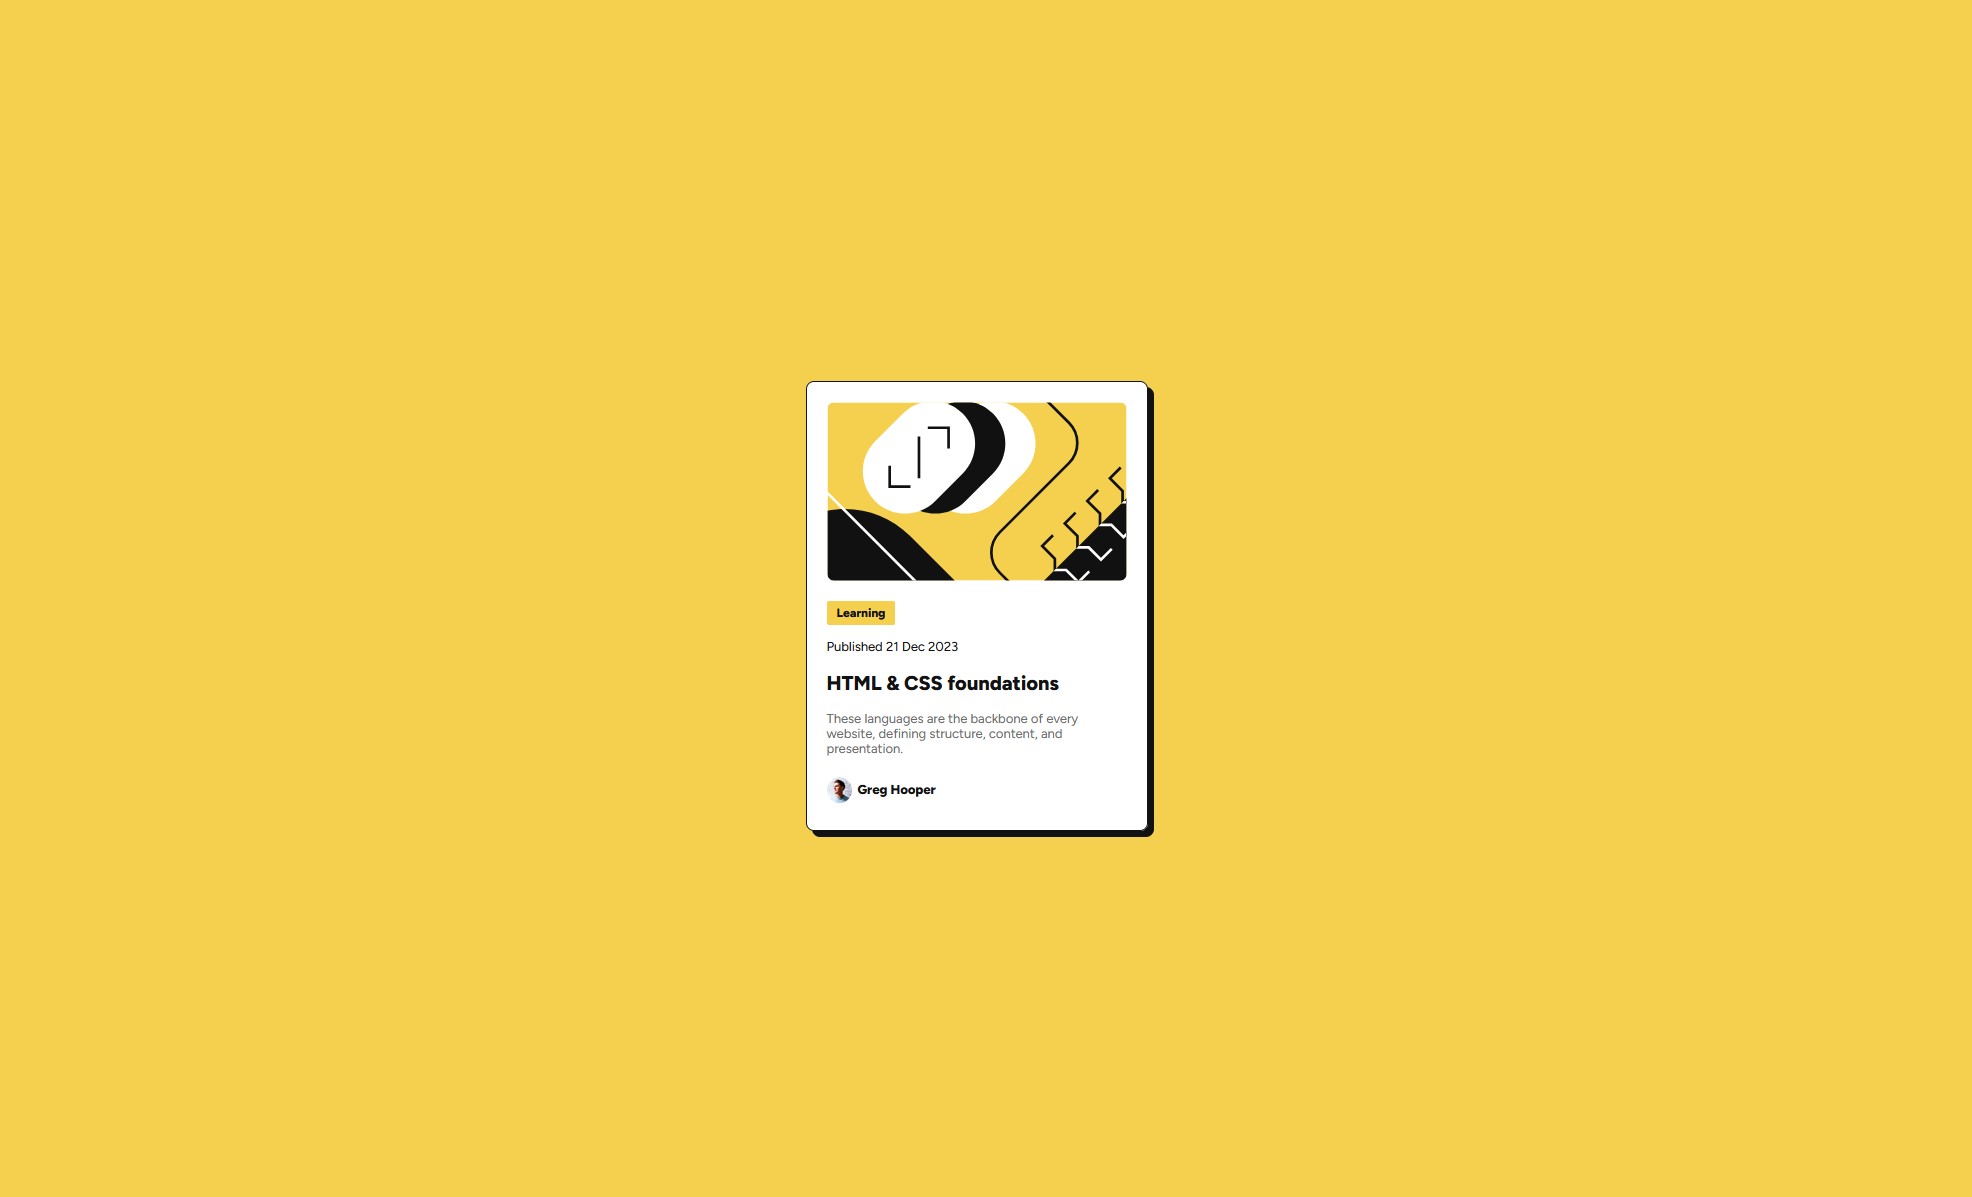 Learning
Published 21 Dec 2023
HTML & CSS foundations
These languages are the backbone of every
website, defining structure, content, and
presentation.
Greg Hooper